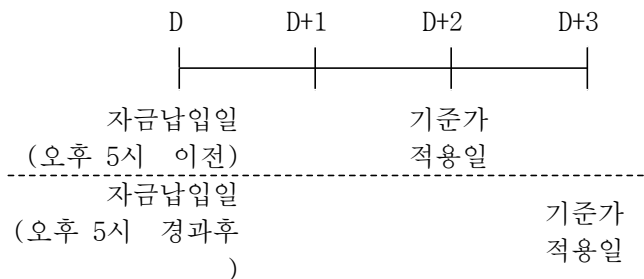 D D+1 D+2 D+3
자금납입일 기준가
(오후 5시 이전) 적용일
자금납입일
(오후 5시 경과후
)
기준가
적용일